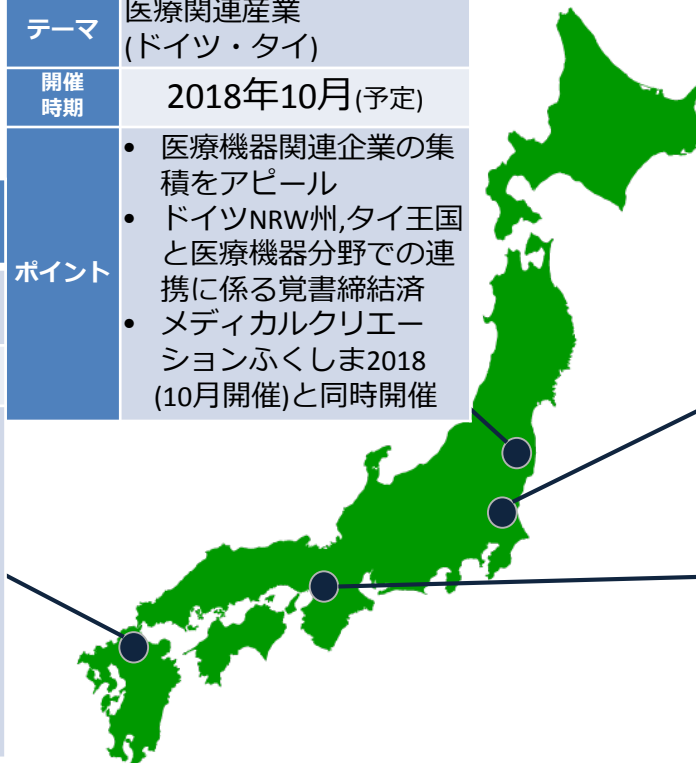 テーマ
医療関連産業
(ドイツ・タイ)
開催
時期
2018年10月(予定)
ポイント
• 医療機器関連企業の集
積をアピール
• ドイツNRW州,タイ王国
と医療機器分野での連
携に係る覚書締結済
• メディカルクリエー
ションふくしま2018
(10月開催)と同時開催